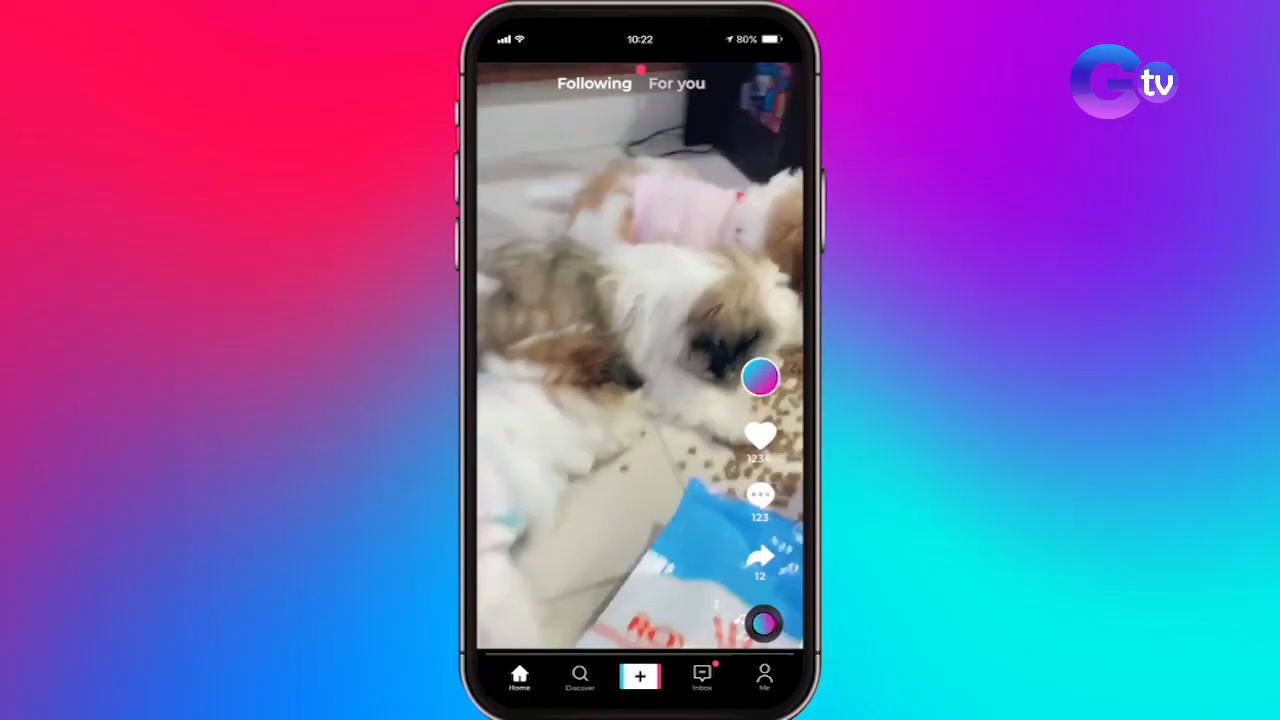 10:22
80%
G tv
Following For you
1234
123
12
Home
Discover
+
Inbox
Me